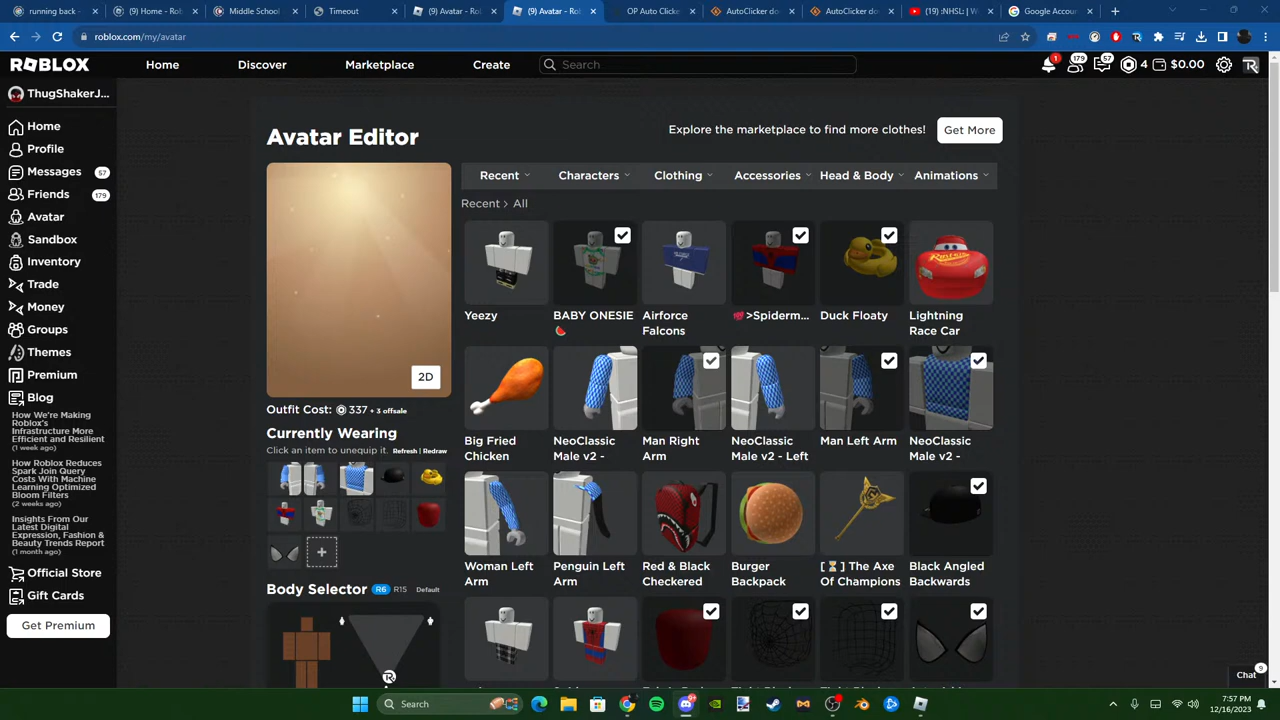 running back -
(9) Home - Rob
Middle School
Timeout
(9) Avatar - Rob
(9) Avatar - Rob
OP Auto Clicke
AutoClicker do
AutoClicker do
(19) :NHSL: | W
Google Accoun
roblox.com/my/avatar
ROBLOX
Home
Discover
Marketplace
Create
Search
1
179
57
4
$0.00
ThugShakerJ...
Home
Profile
Messages
57
Friends
179
Avatar
Sandbox
Inventory
Trade
Money
Groups
Themes
Premium
Blog
How We're Making
Roblox's
Infrastructure More
Efficient and Resilient
(1 week ago)
How Roblox Reduces
Spark Join Query
Costs With Machine
Learning Optimized
Bloom Filters
(2 weeks ago)
Insights From Our
Latest Digital
Expression, Fashion &
Beauty Trends Report
(1 month ago)
Official Store
Gift Cards
Get Premium
Avatar Editor
Explore the marketplace to find more clothes!
Get More
2D
Outfit Cost: 337 + 3 offsale
Currently Wearing
Click an item to unequip it. Refresh | Redraw
+
Body Selector R6 R15 Default
Recent
Characters
Clothing
Accessories
Head & Body
Animations
Recent > All
Yeezy
BABY ONESIE
🍉
Airforce
Falcons
>Spiderm...
Duck Floaty
Lightning
Race Car
Big Fried
Chicken
NeoClassic
Male v2 -
Man Right
Arm
NeoClassic
Male v2 - Left
Man Left Arm
NeoClassic
Male v2 -
Woman Left
Arm
Penguin Left
Arm
Red & Black
Checkered
Burger
Backpack
[⏳] The Axe
Of Champions
Black Angled
Backwards
Chat
9
Search
7:57 PM
12/16/2023